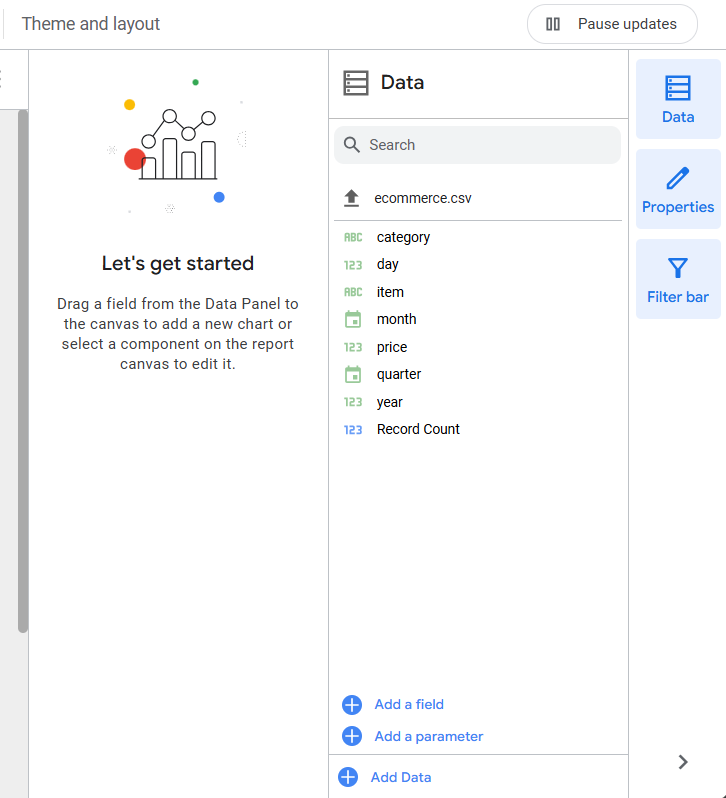 Theme and layout
Pause updates
Let's get started
Drag a field from the Data Panel to
the canvas to add a new chart or
select a component on the report
canvas to edit it.
Data
Search
ecommerce.csv
ABC category
123 day
ABC item
month
123 price
quarter
123 year
123 Record Count
Add a field
Add a parameter
Add Data
Data
Properties
Filter bar